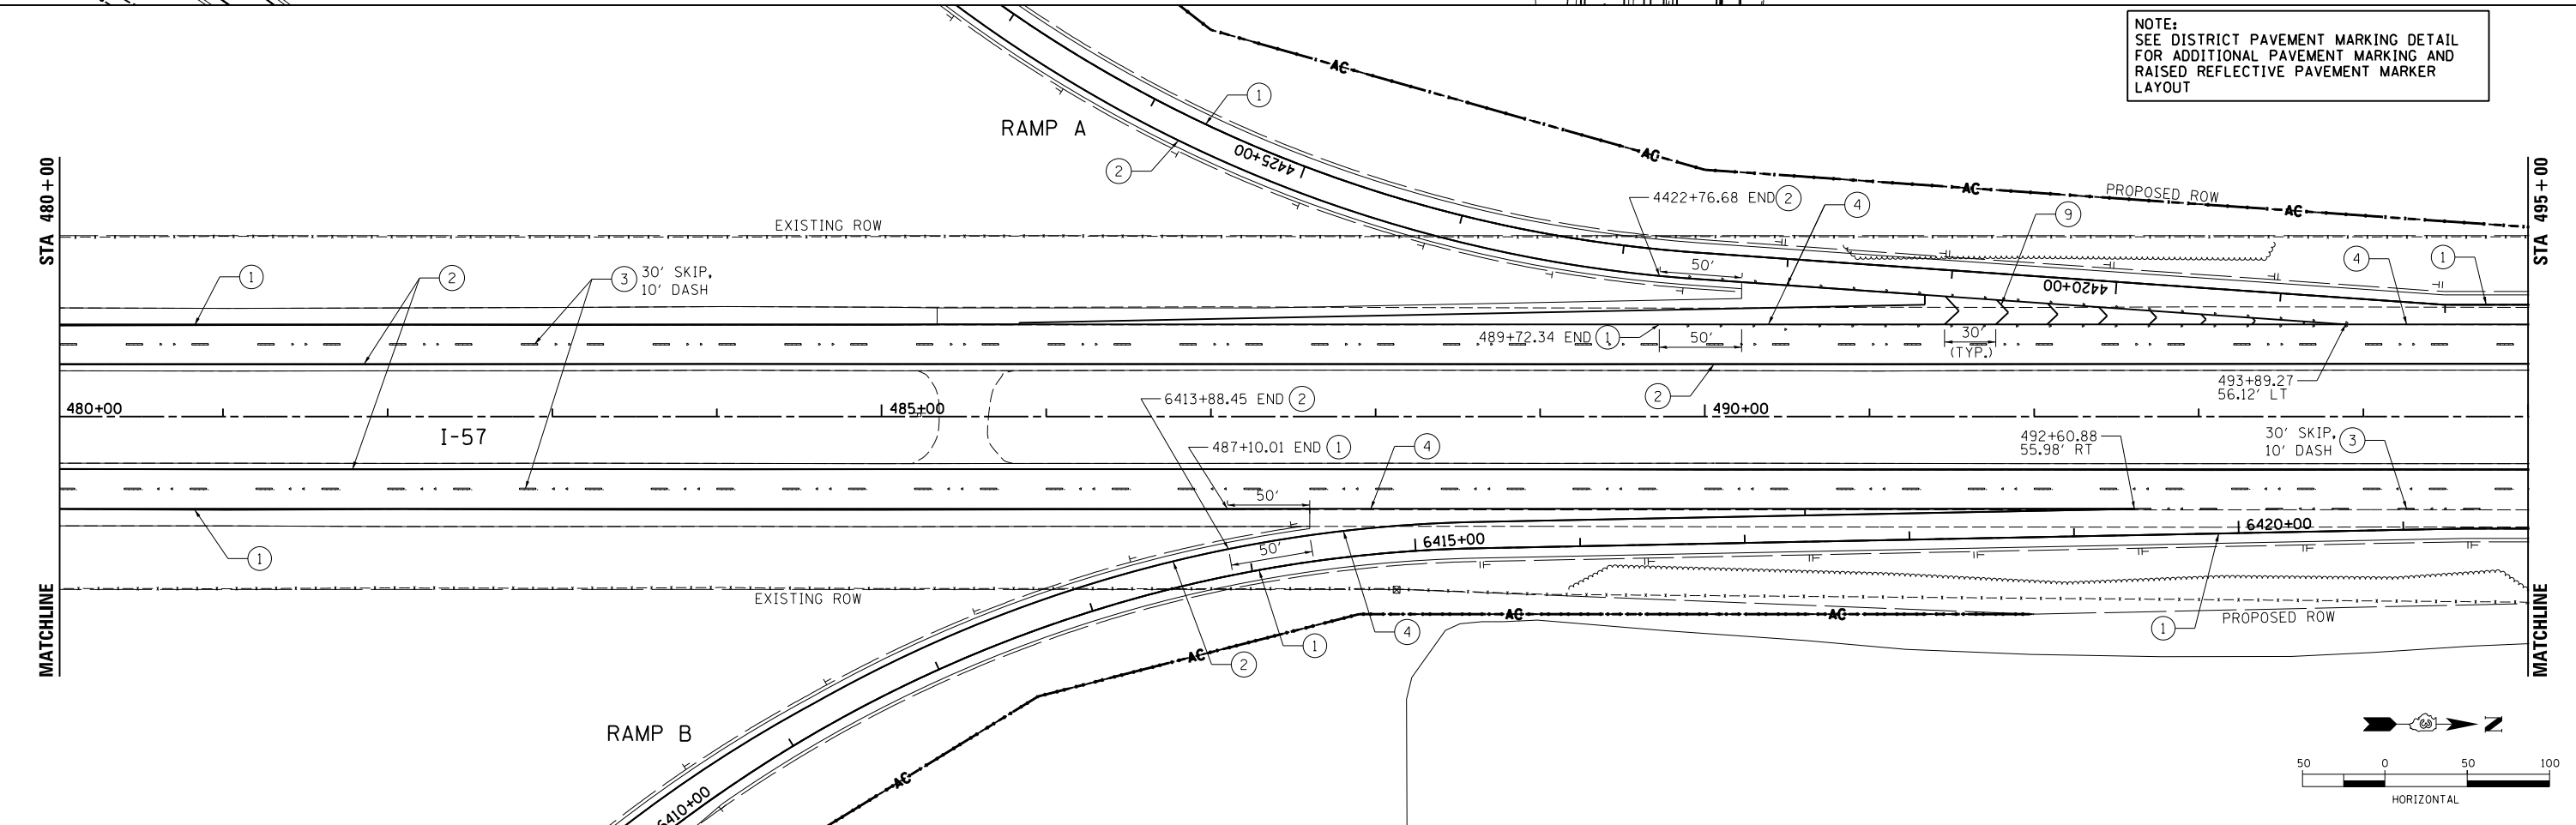 NOTE:
SEE DISTRICT PAVEMENT MARKING DETAIL
FOR ADDITIONAL PAVEMENT MARKING AND
RAISED REFLECTIVE PAVEMENT MARKER
LAYOUT
AC
1
RAMP A
4425+00
2
AC
STA 480+00
STA 495+00
EXISTING ROW
4422+76.68 END 2
4
AC
PROPOSED ROW
AC
9
1
2
3 30' SKIP,
10' DASH
50'
4420+00
4
1
489+72.34 END 1
50'
30'
(TYP.)
2
493+89.27
56.12' LT
480+00
485+00
490+00
I-57
6413+88.45 END 2
487+10.01 END 1
4
492+60.88
55.98' RT
30' SKIP,
10' DASH 3
50'
1
50'
6415+00
6420+00
MATCHLINE
EXISTING ROW
AC
AC
PROPOSED ROW
MATCHLINE
4
1
1
2
AC
RAMP B
AC
6410+00
3
N
50 0 50 100
HORIZONTAL